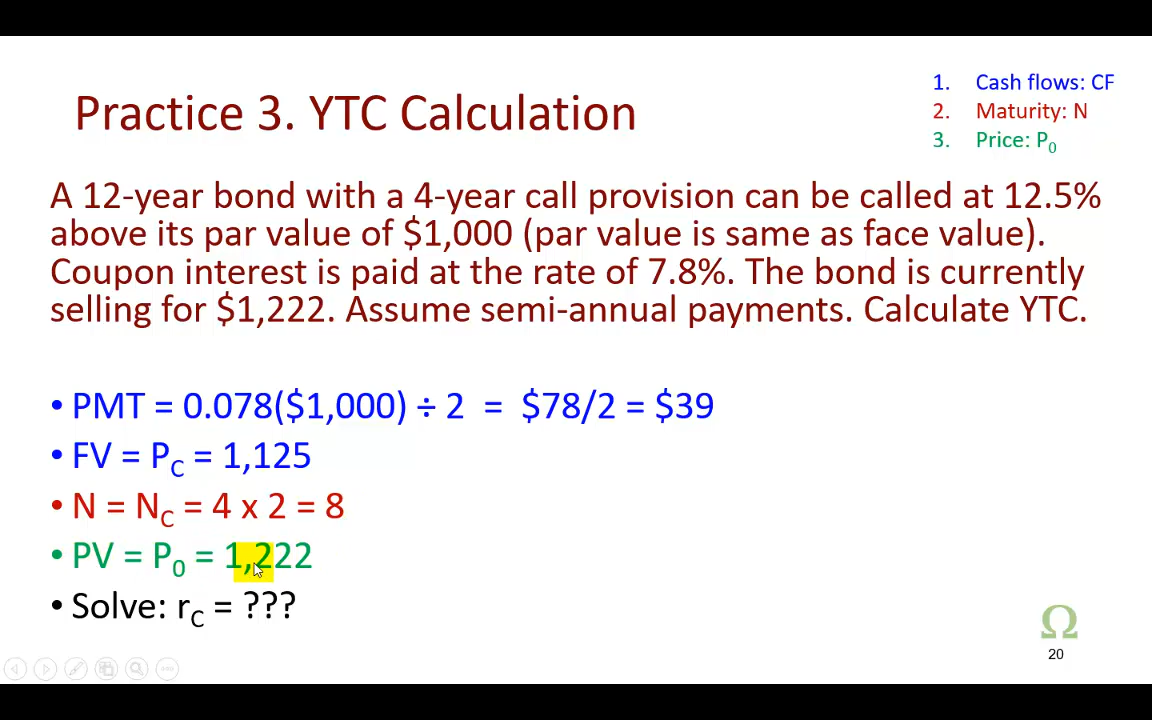 Practice 3. YTC Calculation
1. Cash flows: CF
2. Maturity: N
3. Price: P₀
A 12-year bond with a 4-year call provision can be called at 12.5%
above its par value of $1,000 (par value is same as face value).
Coupon interest is paid at the rate of 7.8%. The bond is currently
selling for $1,222. Assume semi-annual payments. Calculate YTC.
• PMT = 0.078($1,000) ÷ 2 = $78/2 = $39
• FV = P_C = 1,125
• N = N_C = 4 x 2 = 8
• PV = P₀ = 1,222
• Solve: r_C = ???
Ω
20